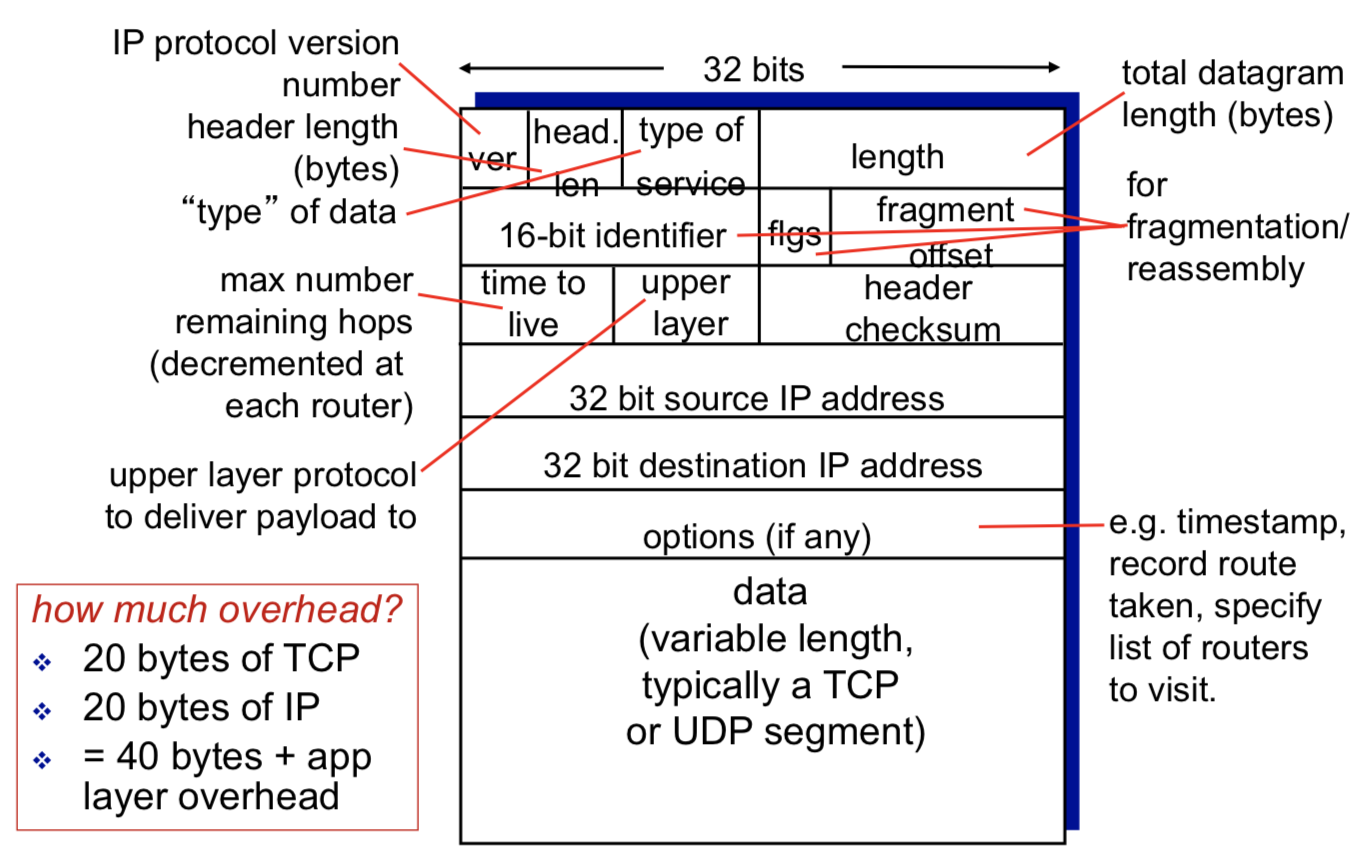 IP protocol version
number
header length
(bytes)
“type” of data
max number
remaining hops
(decremented at
each router)
upper layer protocol
to deliver payload to
how much overhead?
❖ 20 bytes of TCP
❖ 20 bytes of IP
❖ = 40 bytes + app
layer overhead
32 bits
ver
head.
len
type of
service
length
16-bit identifier
flgs
fragment
offset
time to
live
upper
layer
header
checksum
32 bit source IP address
32 bit destination IP address
options (if any)
data
(variable length,
typically a TCP
or UDP segment)
total datagram
length (bytes)
for
fragmentation/
reassembly
e.g. timestamp,
record route
taken, specify
list of routers
to visit.